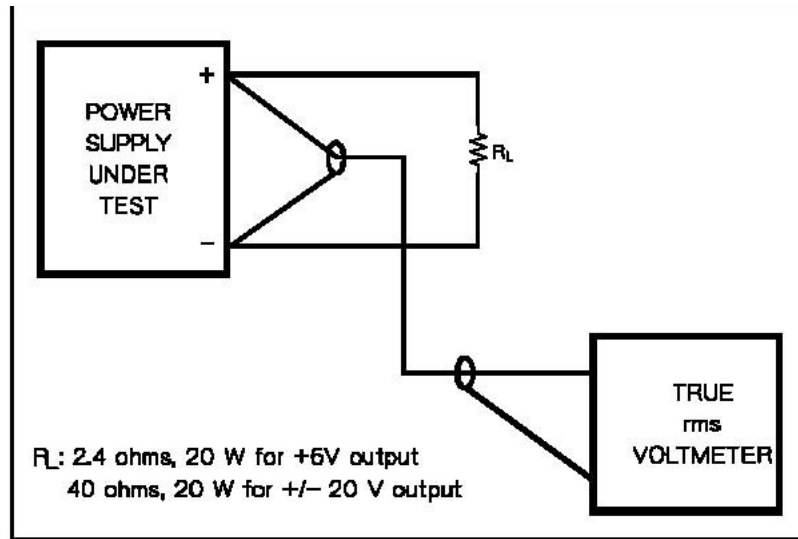 +
POWER
SUPPLY
UNDER
TEST
−
RL
TRUE
rms
VOLTMETER
RL: 2.4 ohms, 20 W for +6V output
40 ohms, 20 W for +/− 20 V output